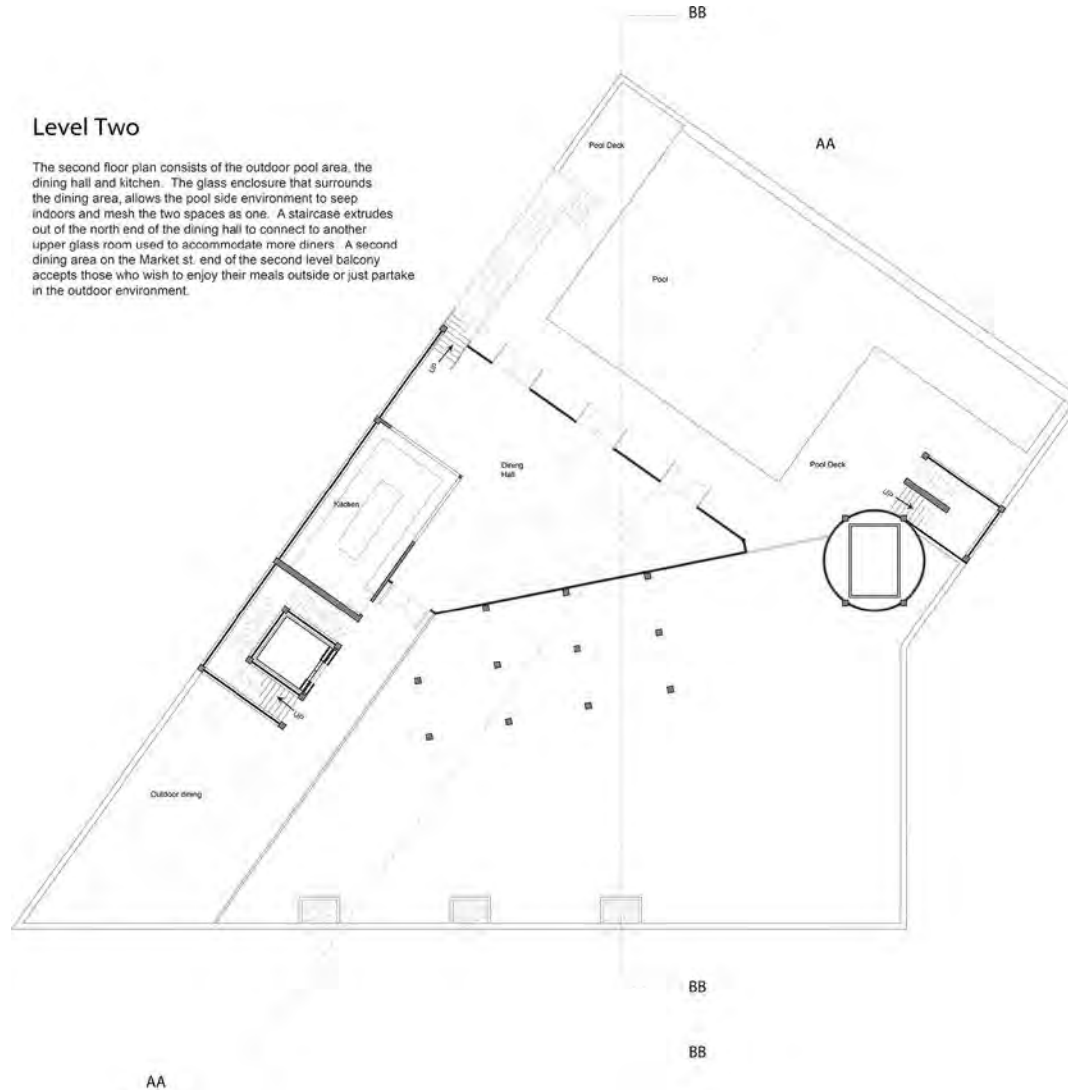 BB
Level Two
AA
Pool Deck
The second floor plan consists of the outdoor pool area, the
dining hall and kitchen. The glass enclosure that surrounds
the dining area, allows the pool side environment to seep
indoors and mesh the two spaces as one. A staircase extrudes
out of the north end of the dining hall to connect to another
upper glass room used to accommodate more diners. A second
dining area on the Market st. end of the second level balcony
accepts those who wish to enjoy their meals outside or just partake
in the outdoor environment.
Pool
UP
Dining
Hall
Pool Deck
UP
Kitchen
UP
Outdoor dining
BB
BB
AA